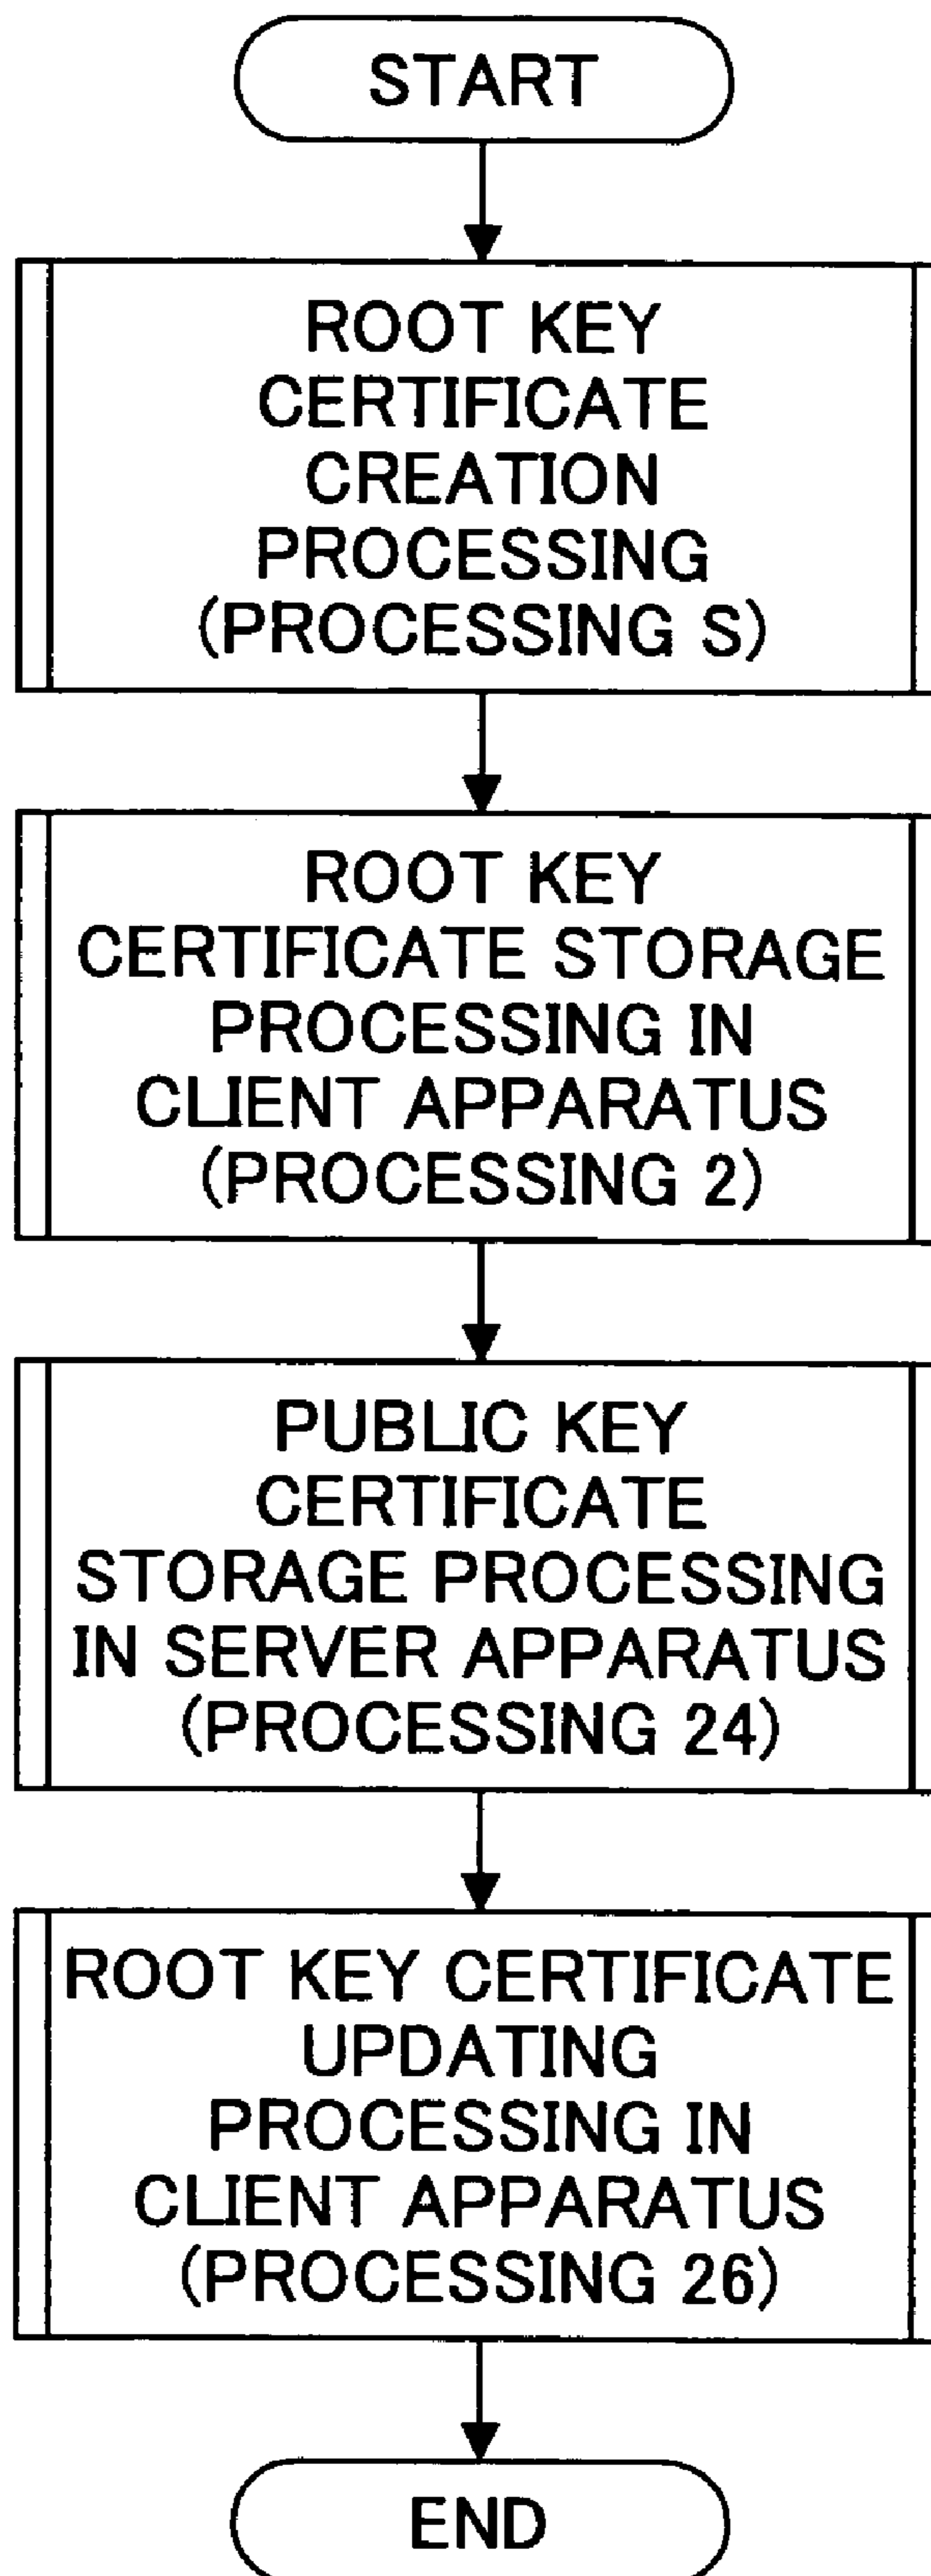 START
ROOT KEY
CERTIFICATE
CREATION
PROCESSING
(PROCESSING S)
ROOT KEY
CERTIFICATE STORAGE
PROCESSING IN
CLIENT APPARATUS
(PROCESSING 2)
PUBLIC KEY
CERTIFICATE
STORAGE PROCESSING
IN SERVER APPARATUS
(PROCESSING 24)
ROOT KEY CERTIFICATE
UPDATING
PROCESSING IN
CLIENT APPARATUS
(PROCESSING 26)
END